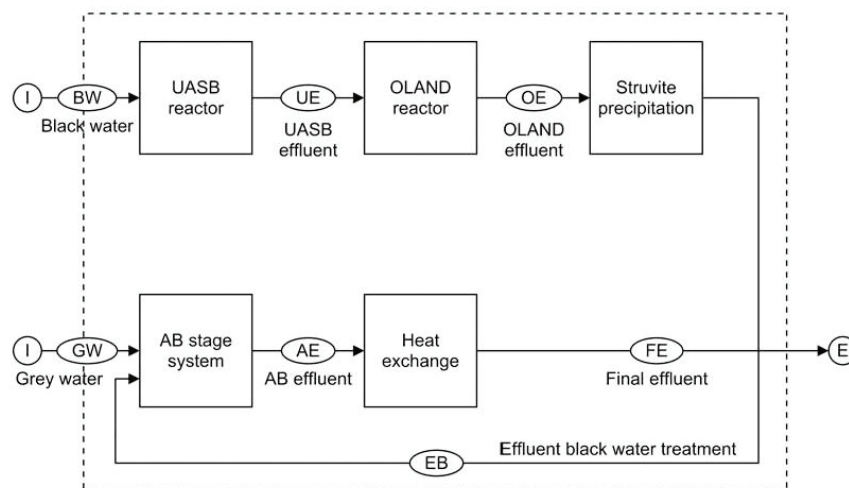 UASB
reactor
OLAND
reactor
Struvite
precipitation
I
BW
UE
OE
Black water
UASB
effluent
OLAND
effluent
AB stage
system
Heat
exchange
I
GW
AE
FE
E
Grey water
AB effluent
Final effluent
Effluent black water treatment
EB